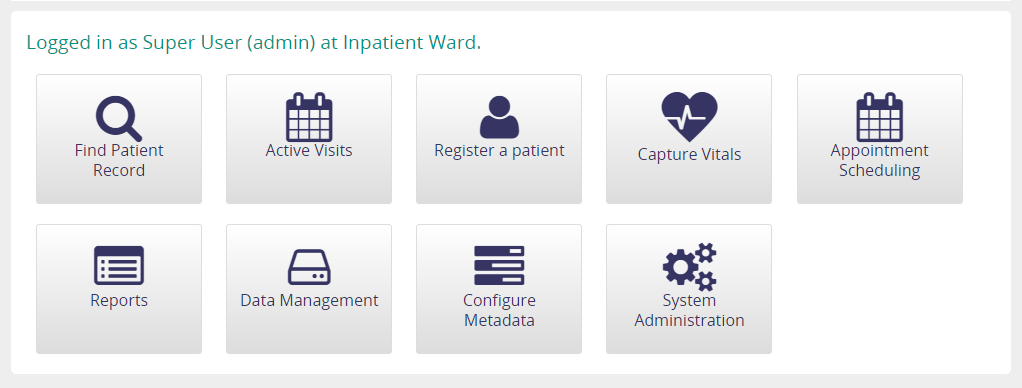 Logged in as Super User (admin) at Inpatient Ward.
Find Patient
Record
Active Visits
Register a patient
Capture Vitals
Appointment
Scheduling
Reports
Data Management
Configure
Metadata
System
Administration